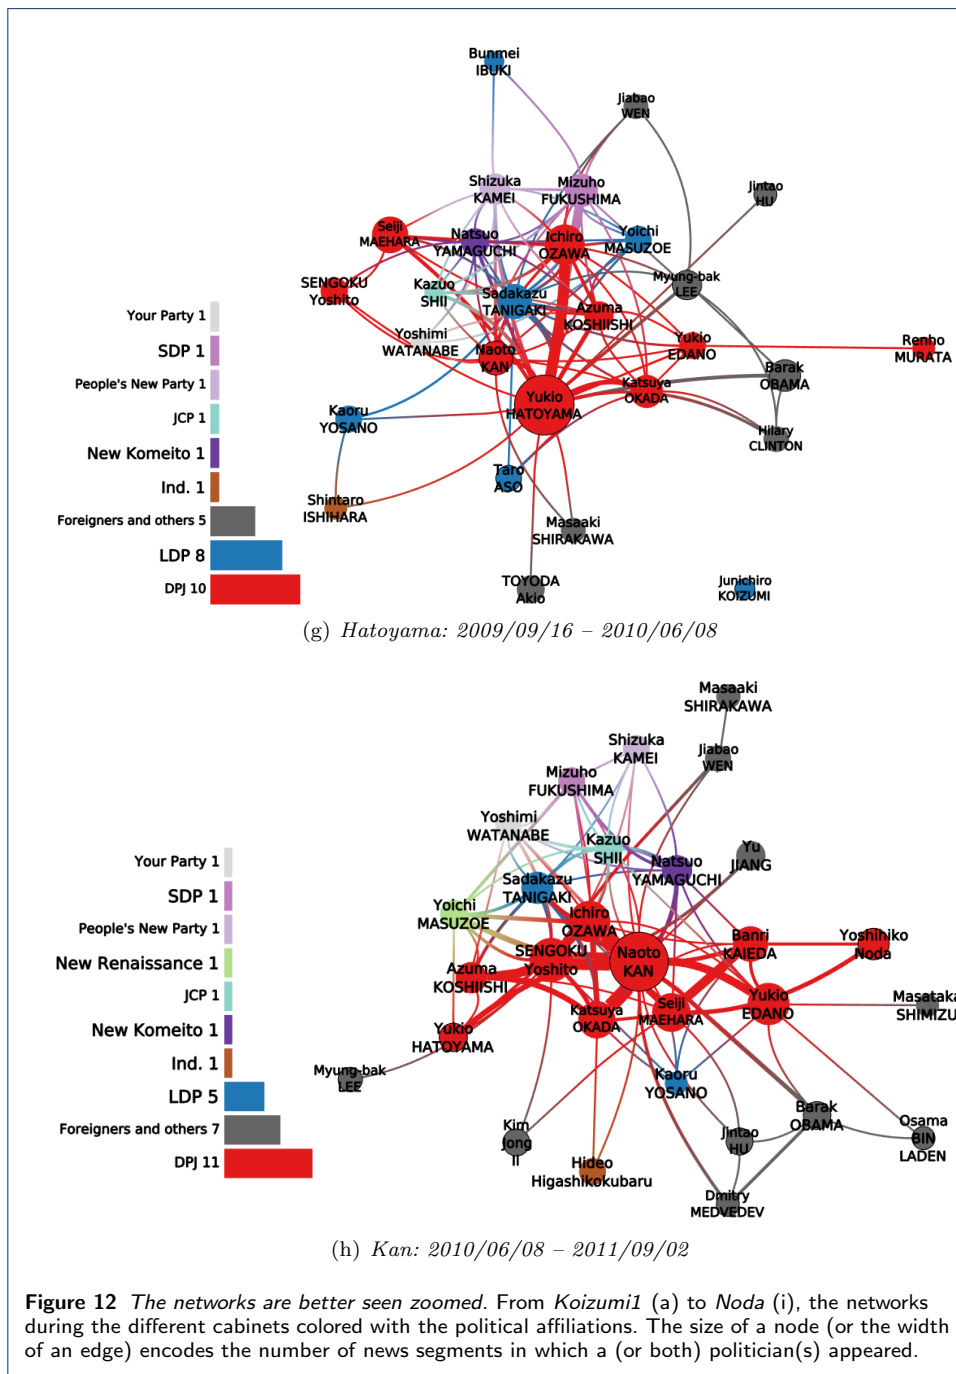 Bunmei
IBUKI
Jiabao
WEN
Shizuka
KAMEI
Mizuho
FUKUSHIMA
Jintao
HU
Seiji
MAEHARA
Natsuo
YAMAGUCHI
Ichiro
OZAWA
Yoichi
MASUZOE
SENGOKU
Yoshito
Kazuo
SHII
Sadakazu
TANIGAKI
Myung-bak
LEE
Azuma
KOSHIISHI
Yoshimi
WATANABE
Naoto
KAN
Yukio
EDANO
Renho
MURATA
Barak
OBAMA
Katsuya
OKADA
Yukio
HATOYAMA
Kaoru
YOSANO
Hilary
CLINTON
Taro
ASO
Shintaro
ISHIHARA
Masaaki
SHIRAKAWA
TOYODA
Akio
Junichiro
KOIZUMI
Your Party 1
SDP 1
People's New Party 1
JCP 1
New Komeito 1
Ind. 1
Foreigners and others 5
LDP 8
DPJ 10
(g) Hatoyama: 2009/09/16 – 2010/06/08
Masaaki
SHIRAKAWA
Shizuka
KAMEI
Jiabao
WEN
Mizuho
FUKUSHIMA
Yoshimi
WATANABE
Kazuo
SHII
Yu
JIANG
Natsuo
YAMAGUCHI
Sadakazu
TANIGAKI
Yoichi
MASUZOE
Ichiro
OZAWA
Banri
KAIEDA
Yoshihiko
Noda
SENGOKU
Yoshito
Naoto
KAN
Azuma
KOSHIISHI
Katsuya
OKADA
Seiji
MAEHARA
Yukio
EDANO
Masataka
SHIMIZU
Yukio
HATOYAMA
Myung-bak
LEE
Kaoru
YOSANO
Kim
Jong
Il
Barak
OBAMA
Osama
BIN
LADEN
Jintao
HU
Hideo
Higashikokubaru
Dmitry
MEDVEDEV
Your Party 1
SDP 1
People's New Party 1
New Renaissance 1
JCP 1
New Komeito 1
Ind. 1
LDP 5
Foreigners and others 7
DPJ 11
(h) Kan: 2010/06/08 – 2011/09/02
Figure 12 The networks are better seen zoomed. From Koizumi1 (a) to Noda (i), the networks
during the different cabinets colored with the political affiliations. The size of a node (or the width
of an edge) encodes the number of news segments in which a (or both) politician(s) appeared.